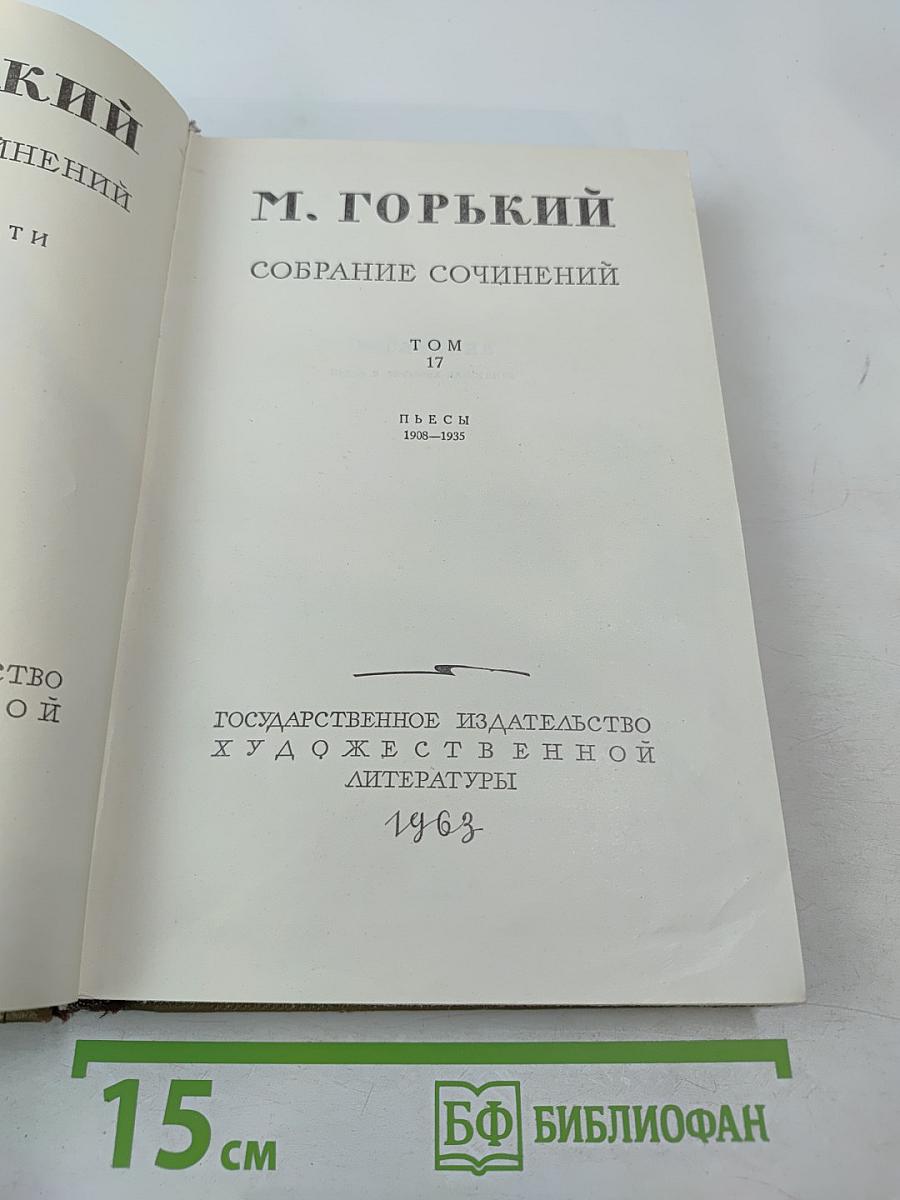 КИЙ
ИНЕНИЙ
ТИ
СТВО
ОЙ
М. ГОРЬКИЙ
СОБРАНИЕ СОЧИНЕНИЙ
ТОМ
17
ПЬЕСЫ
1908—1935
ГОСУДАРСТВЕННОЕ ИЗДАТЕЛЬСТВО
ХУДОЖЕСТВЕННОЙ
ЛИТЕРАТУРЫ
1963
15 см
БФ БИБЛИОФАН